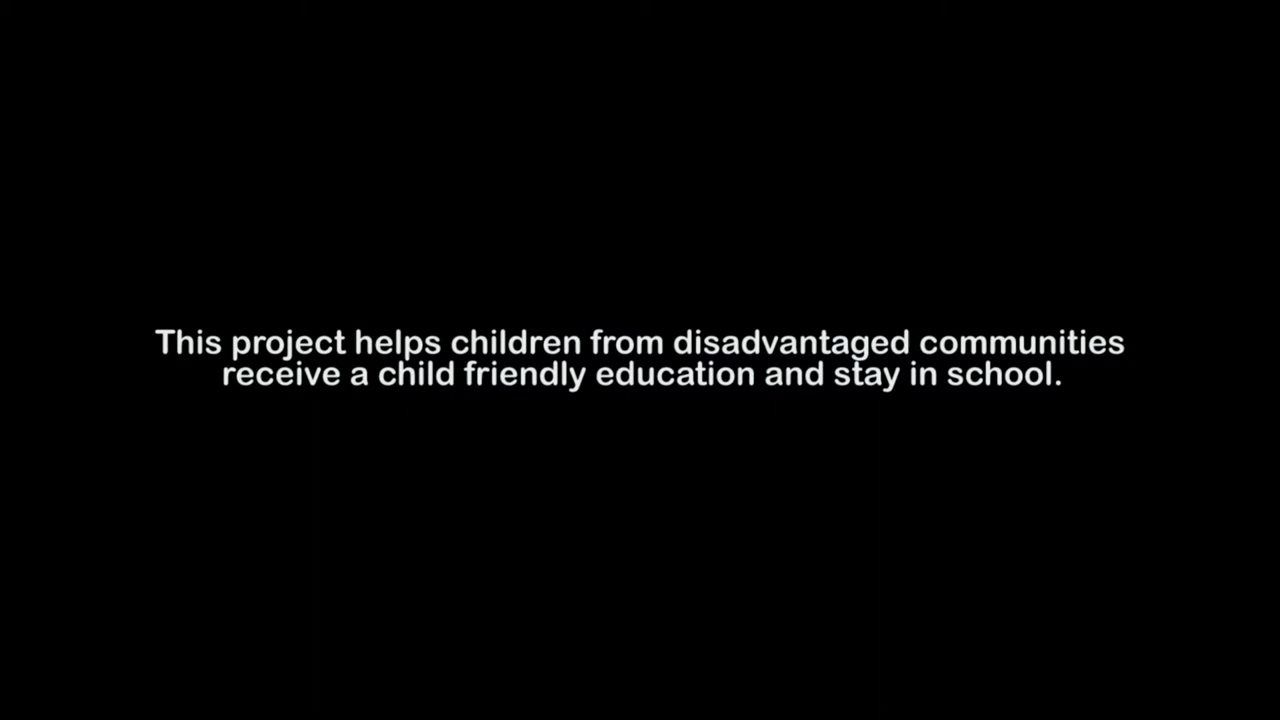 This project helps children from disadvantaged communities
receive a child friendly education and stay in school.